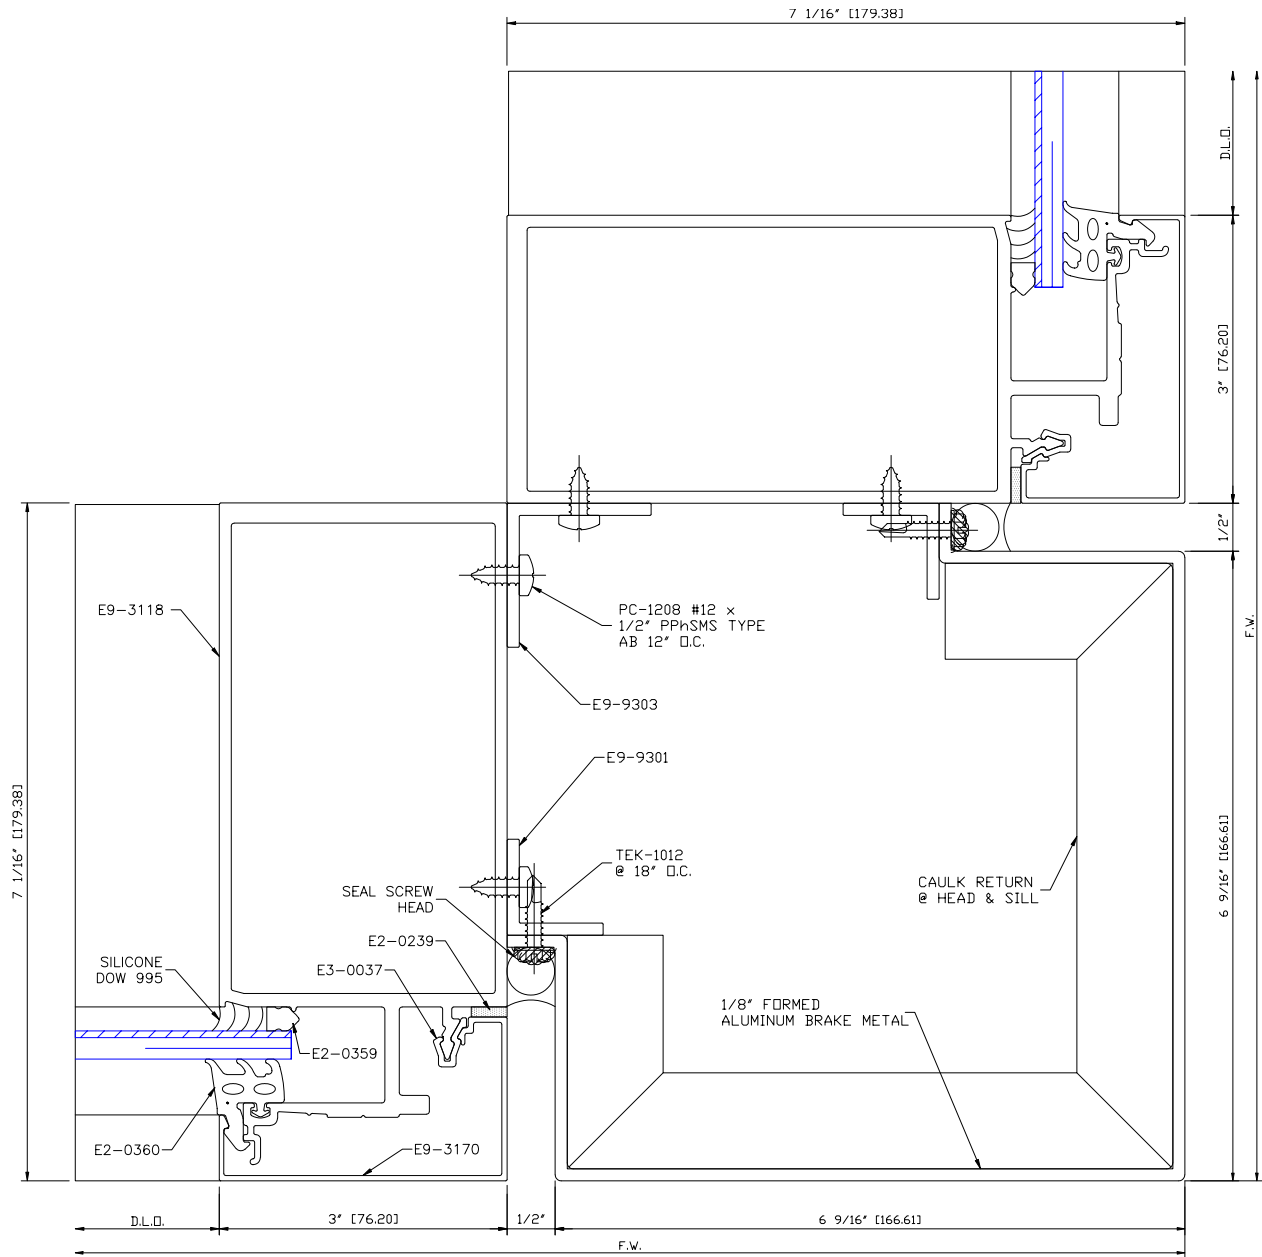 7 1/16" [179.38]
D.L.O.
3" [76.20]
1/2"
F.W.
6 9/16" [166.61]
7 1/16" [179.38]
E9-3118
PC-1208 #12 x
1/2" PPhSMS TYPE
AB 12" O.C.
E9-9303
E9-9301
TEK-1012
@ 18" O.C.
SEAL SCREW
HEAD
CAULK RETURN
@ HEAD & SILL
E2-0239
E3-0037
SILICONE
DOW 995
1/8" FORMED
ALUMINUM BRAKE METAL
E2-0359
E2-0360
E9-3170
D.L.O.
3" [76.20]
1/2"
6 9/16" [166.61]
F.W.